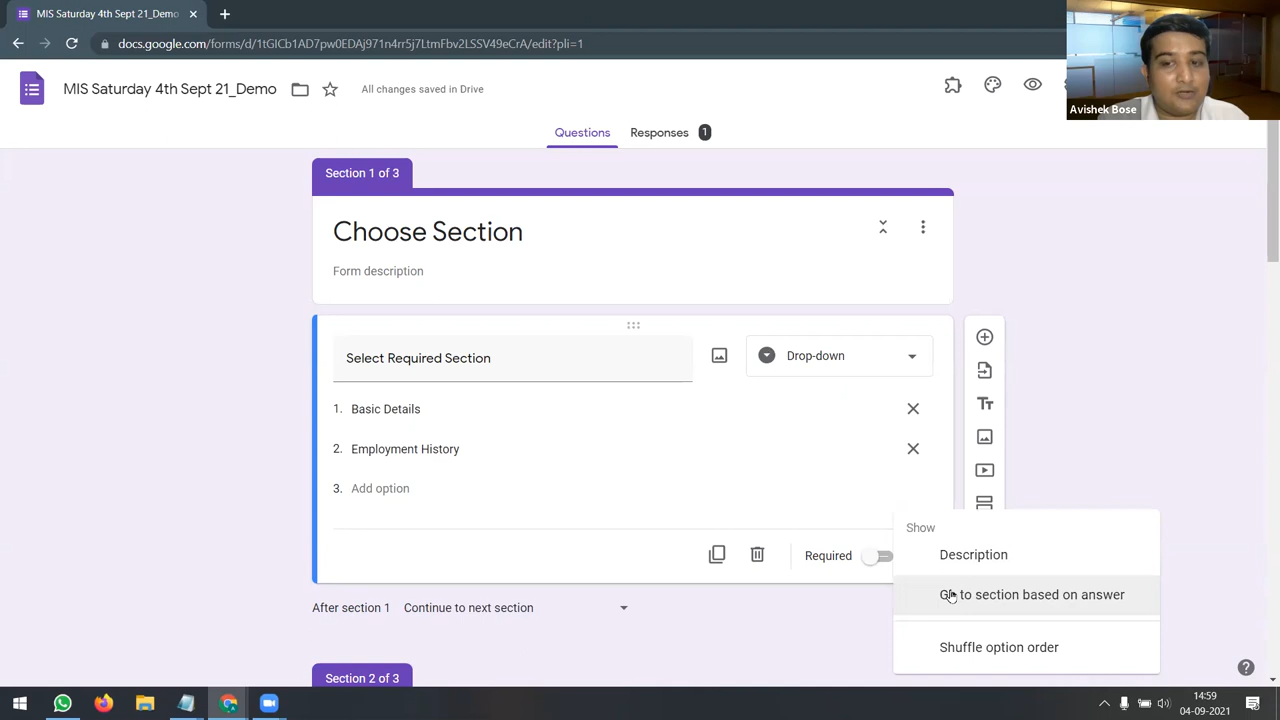 MIS Saturday 4th Sept 21_Demo
docs.google.com/forms/d/1tGICb1AD7pw0EDAj971n4rr5j7LtmFbv2LSSV49eCrA/edit?pli=1
MIS Saturday 4th Sept 21_Demo
All changes saved in Drive
Avishek Bose
Questions
Responses
1
Section 1 of 3
Choose Section
Form description
Select Required Section
Drop-down
1. Basic Details
2. Employment History
3. Add option
Required
Show
Description
Go to section based on answer
Shuffle option order
After section 1 Continue to next section
Section 2 of 3
14:59
04-09-2021